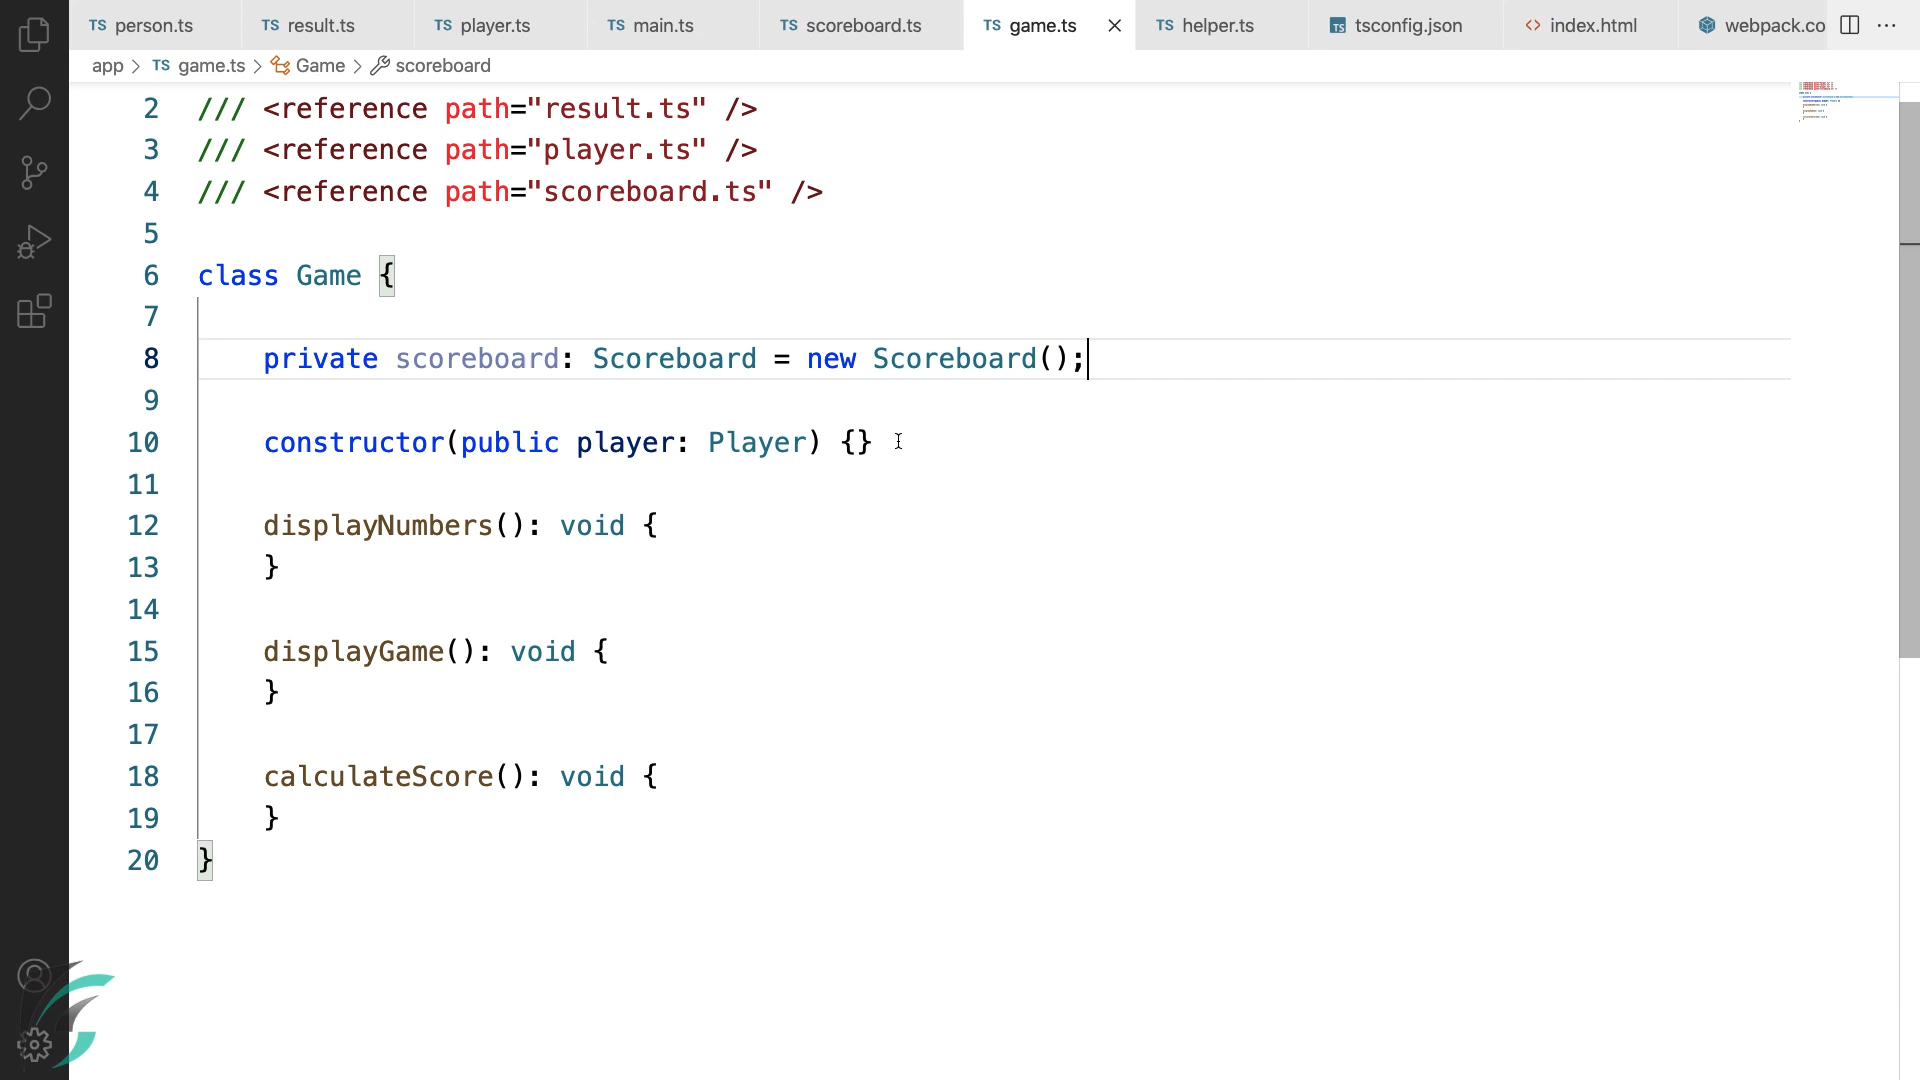 TS person.ts TS result.ts TS player.ts TS main.ts TS scoreboard.ts TS game.ts TS helper.ts TS tsconfig.json <> index.html webpack.co
app > TS game.ts > Game > scoreboard
2 /// <reference path="result.ts" />
3 /// <reference path="player.ts" />
4 /// <reference path="scoreboard.ts" />
5
6 class Game {
7
8 private scoreboard: Scoreboard = new Scoreboard();
9
10 constructor(public player: Player) {}
11
12 displayNumbers(): void {
13 }
14
15 displayGame(): void {
16 }
17
18 calculateScore(): void {
19 }
20 }